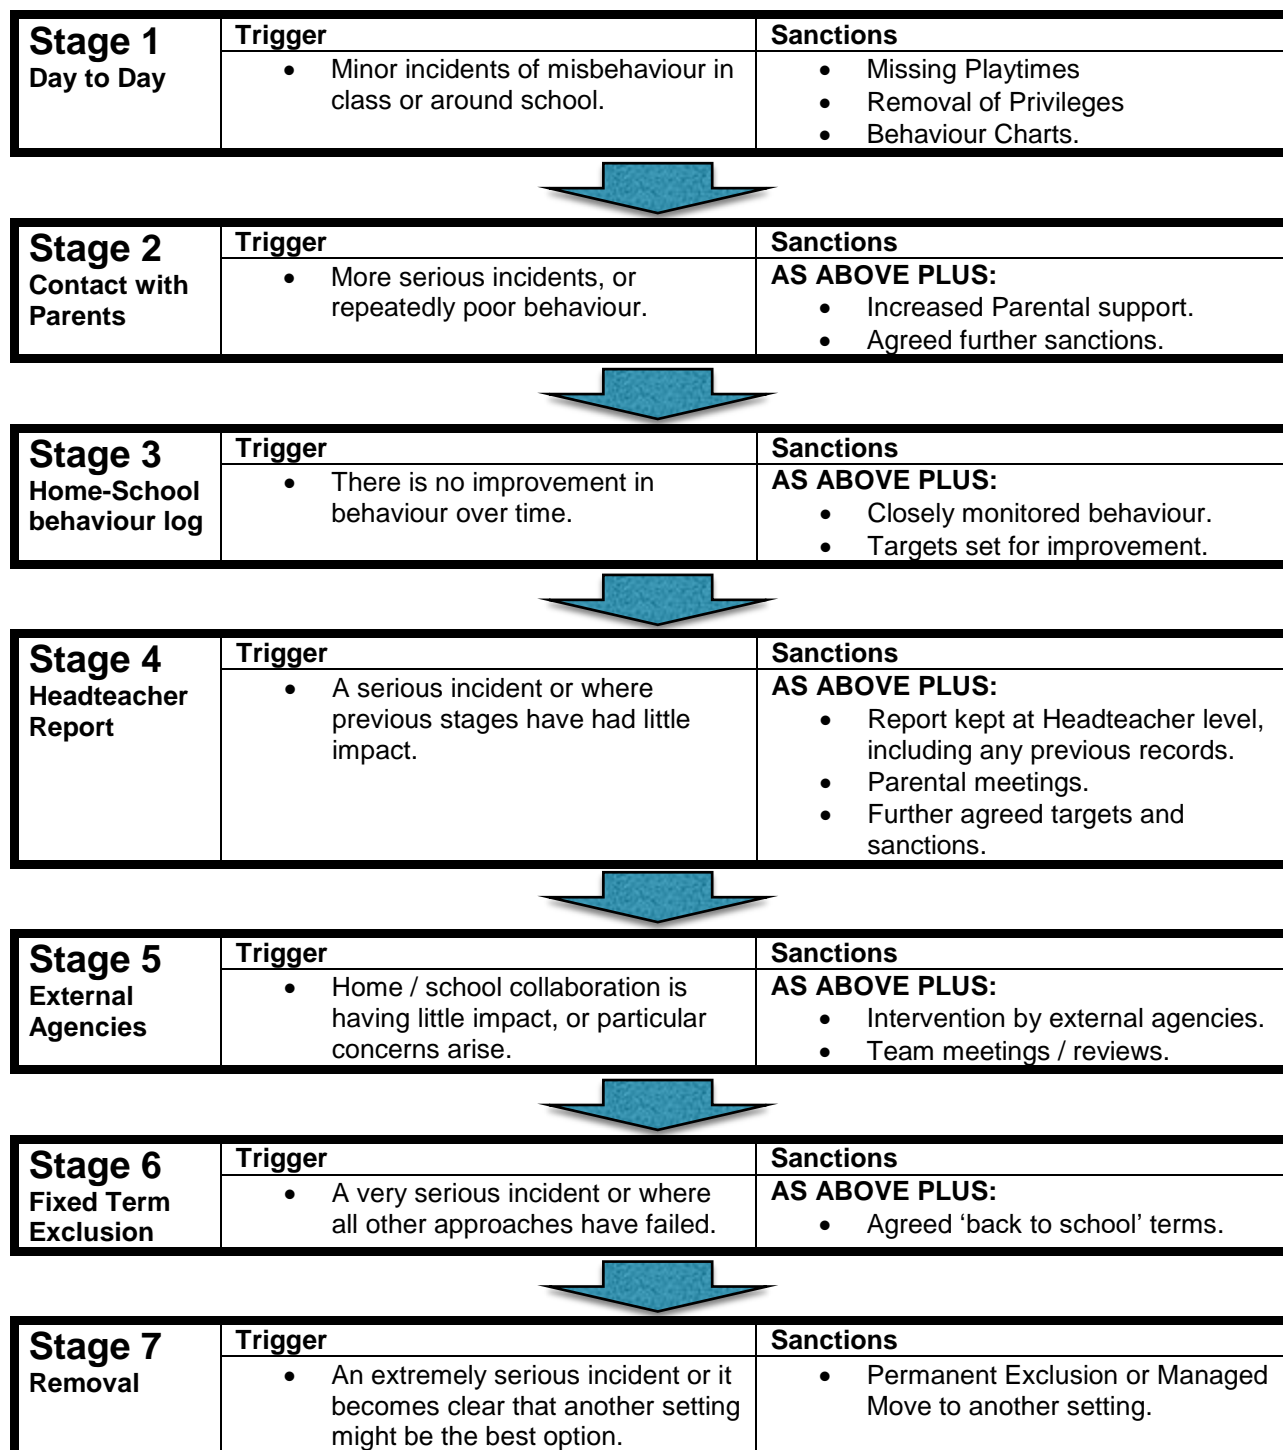 Stage 1
Day to Day
Trigger
• Minor incidents of misbehaviour in
class or around school.
Sanctions
• Missing Playtimes
• Removal of Privileges
• Behaviour Charts.
Stage 2
Contact with
Parents
Trigger
• More serious incidents, or
repeatedly poor behaviour.
Sanctions
AS ABOVE PLUS:
• Increased Parental support.
• Agreed further sanctions.
Stage 3
Home-School
behaviour log
Trigger
• There is no improvement in
behaviour over time.
Sanctions
AS ABOVE PLUS:
• Closely monitored behaviour.
• Targets set for improvement.
Stage 4
Headteacher
Report
Trigger
• A serious incident or where
previous stages have had little
impact.
Sanctions
AS ABOVE PLUS:
• Report kept at Headteacher level,
including any previous records.
• Parental meetings.
• Further agreed targets and
sanctions.
Stage 5
External
Agencies
Trigger
• Home / school collaboration is
having little impact, or particular
concerns arise.
Sanctions
AS ABOVE PLUS:
• Intervention by external agencies.
• Team meetings / reviews.
Stage 6
Fixed Term
Exclusion
Trigger
• A very serious incident or where
all other approaches have failed.
Sanctions
AS ABOVE PLUS:
• Agreed ‘back to school’ terms.
Stage 7
Removal
Trigger
• An extremely serious incident or it
becomes clear that another setting
might be the best option.
Sanctions
• Permanent Exclusion or Managed
Move to another setting.